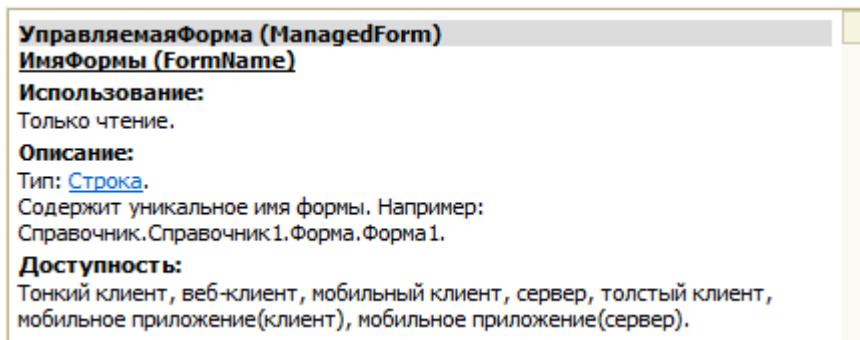 УправляемаяФорма (ManagedForm)
ИмяФормы (FormName)
Использование:
Только чтение.
Описание:
Тип: Строка.
Содержит уникальное имя формы. Например:
Справочник.Справочник1.Форма.Форма1.
Доступность:
Тонкий клиент, веб-клиент, мобильный клиент, сервер, толстый клиент,
мобильное приложение(клиент), мобильное приложение(сервер).